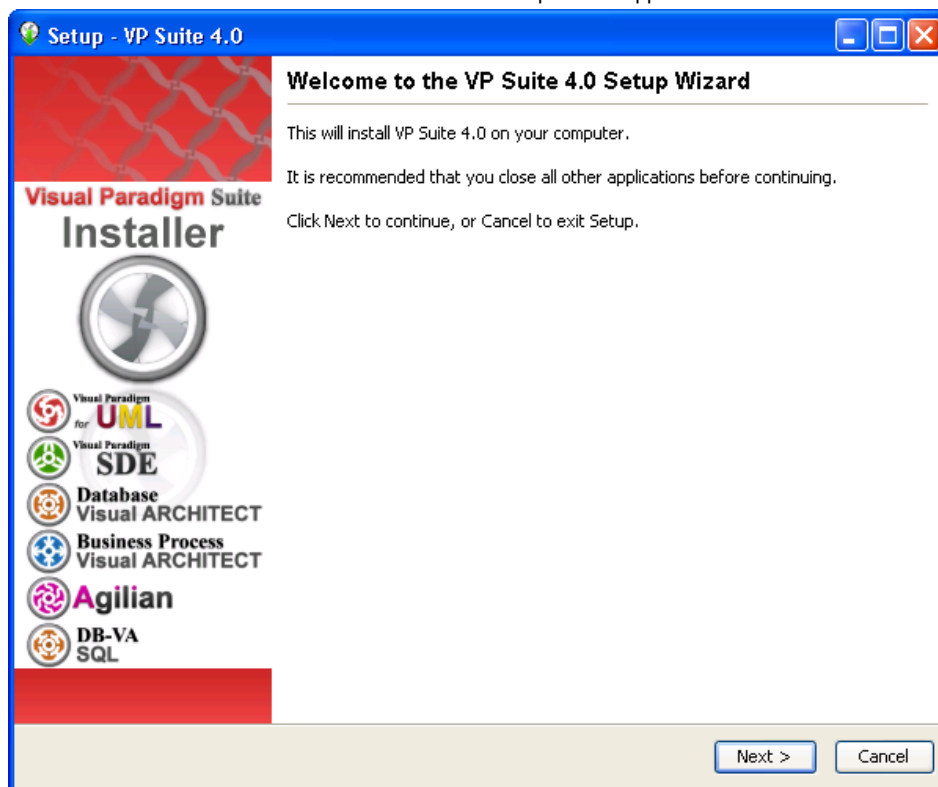 Setup - VP Suite 4.0
Welcome to the VP Suite 4.0 Setup Wizard
This will install VP Suite 4.0 on your computer.
It is recommended that you close all other applications before continuing.
Click Next to continue, or Cancel to exit Setup.
Visual Paradigm Suite
Installer
Visual Paradigm
for UML
Visual Paradigm
SDE
Database
Visual ARCHITECT
Business Process
Visual ARCHITECT
Agilian
DB-VA
SQL
Next >
Cancel